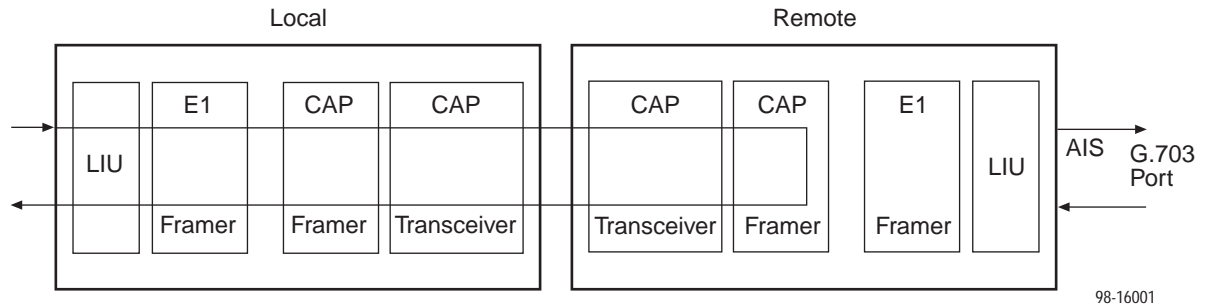 Local
Remote
LIU
E1
Framer
CAP
Framer
CAP
Transceiver
CAP
Transceiver
CAP
Framer
E1
Framer
LIU
AIS
G.703
Port
98-16001